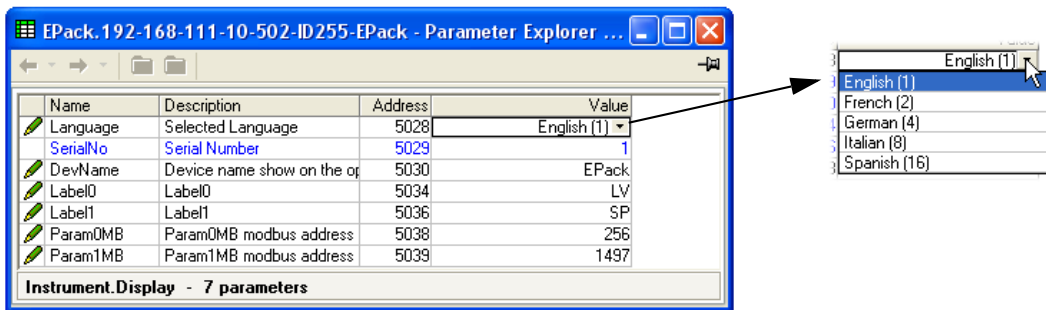 EPack.192-168-111-10-502-ID255-EPack - Parameter Explorer ...
Name Description Address Value
Language Selected Language 5028 English (1)
SerialNo Serial Number 5029 1
DevName Device name show on the op 5030 EPack
Label0 Label0 5034 LV
Label1 Label1 5036 SP
Param0MB Param0MB modbus address 5038 256
Param1MB Param1MB modbus address 5039 1497
Instrument.Display - 7 parameters
English (1)
English (1)
French (2)
German (4)
Italian (8)
Spanish (16)